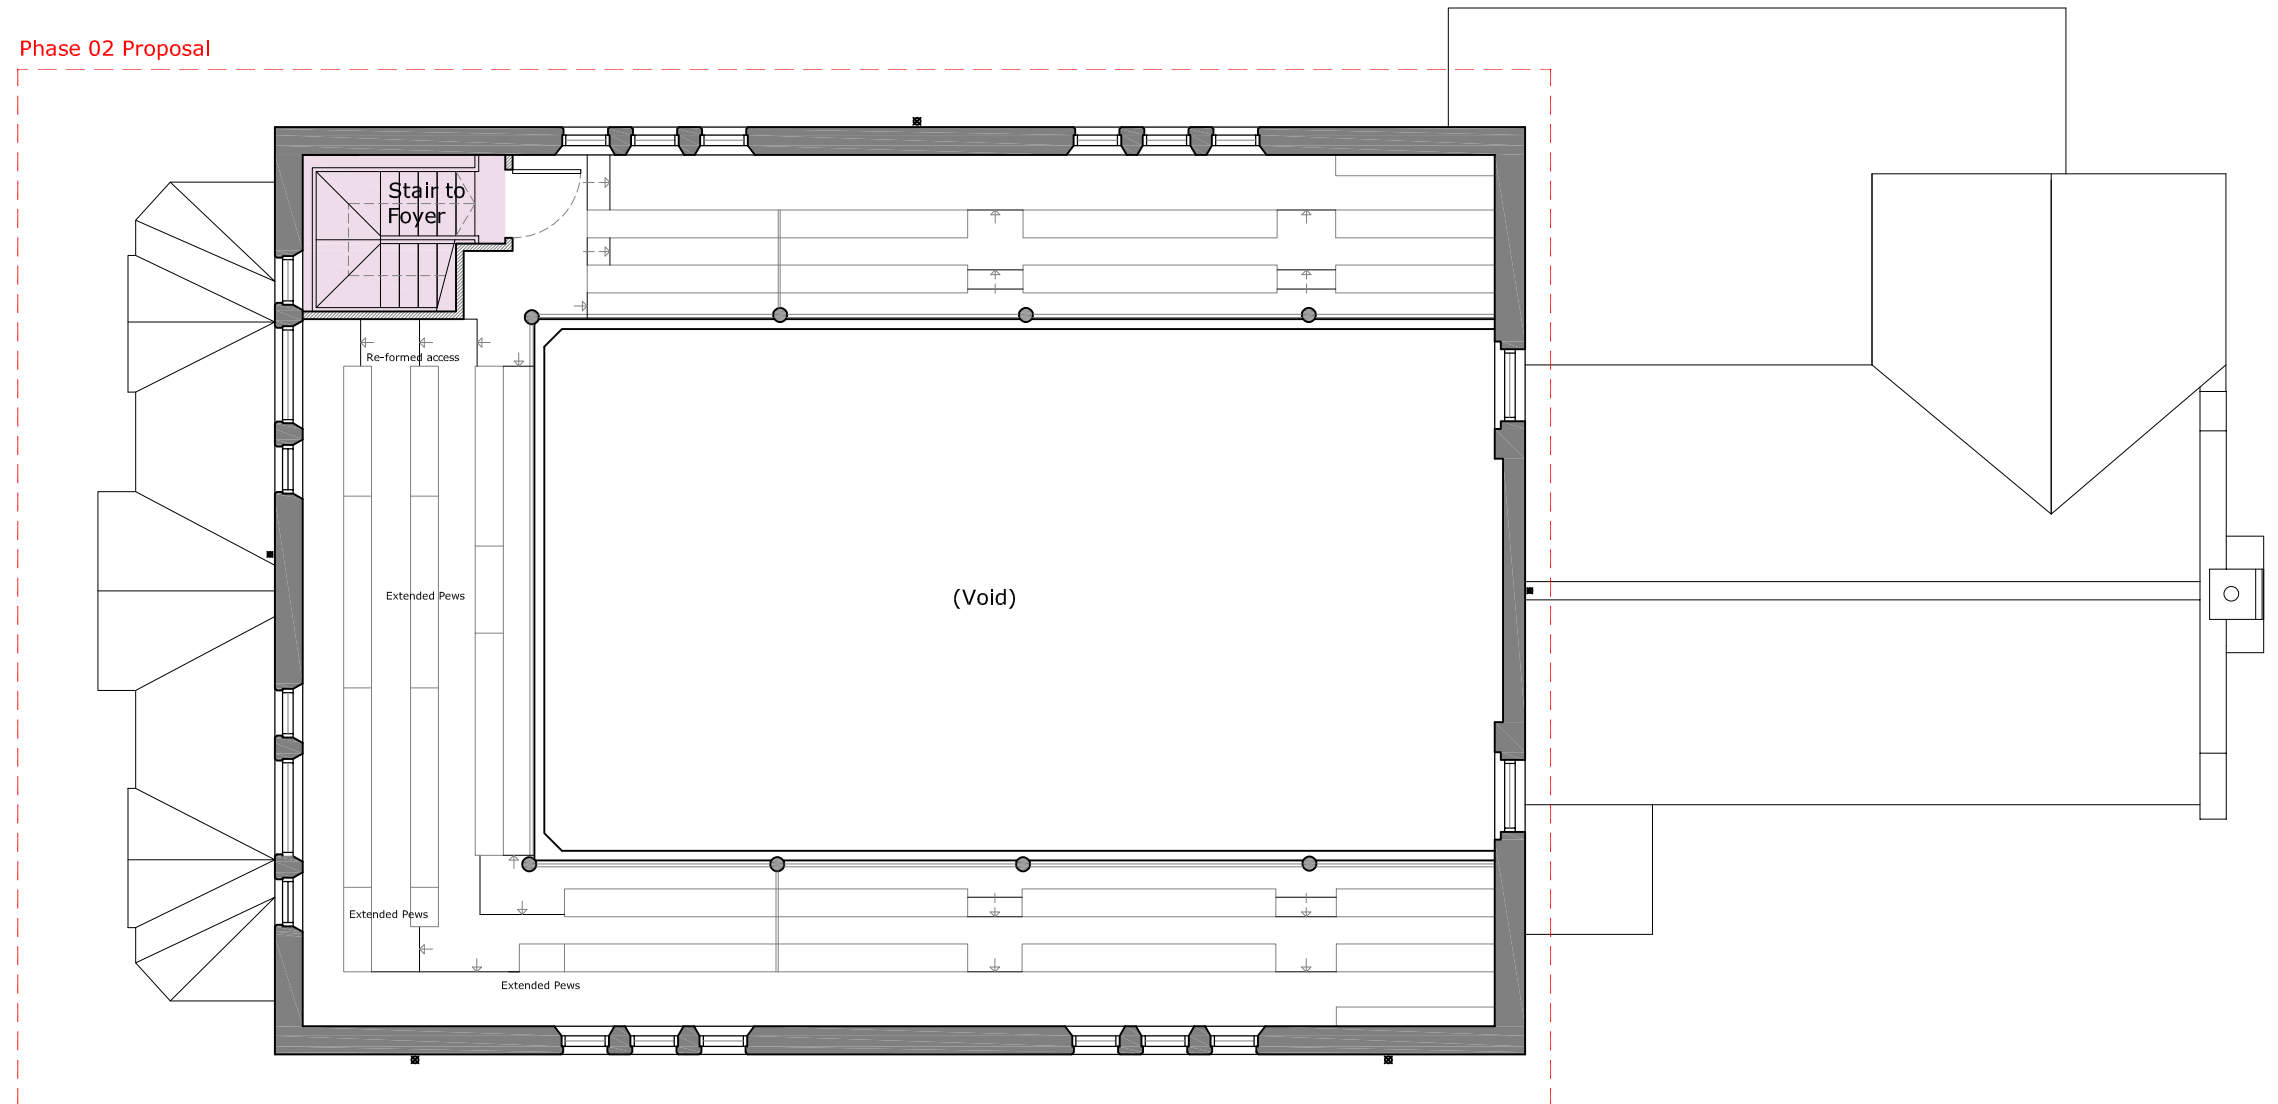 Phase 02 Proposal
Stair to
Foyer
Re-formed access
Extended Pews
(Void)
Extended Pews
Extended Pews